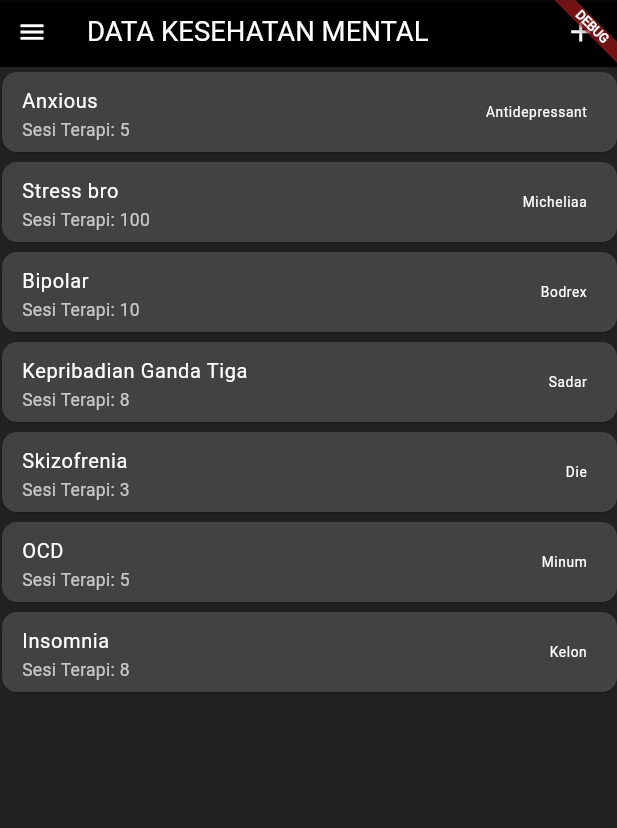 DATA KESEHATAN MENTAL
+
DEBUG
Anxious
Antidepressant
Sesi Terapi: 5
Stress bro
Micheliaa
Sesi Terapi: 100
Bipolar
Bodrex
Sesi Terapi: 10
Kepribadian Ganda Tiga
Sadar
Sesi Terapi: 8
Skizofrenia
Die
Sesi Terapi: 3
OCD
Minum
Sesi Terapi: 5
Insomnia
Kelon
Sesi Terapi: 8